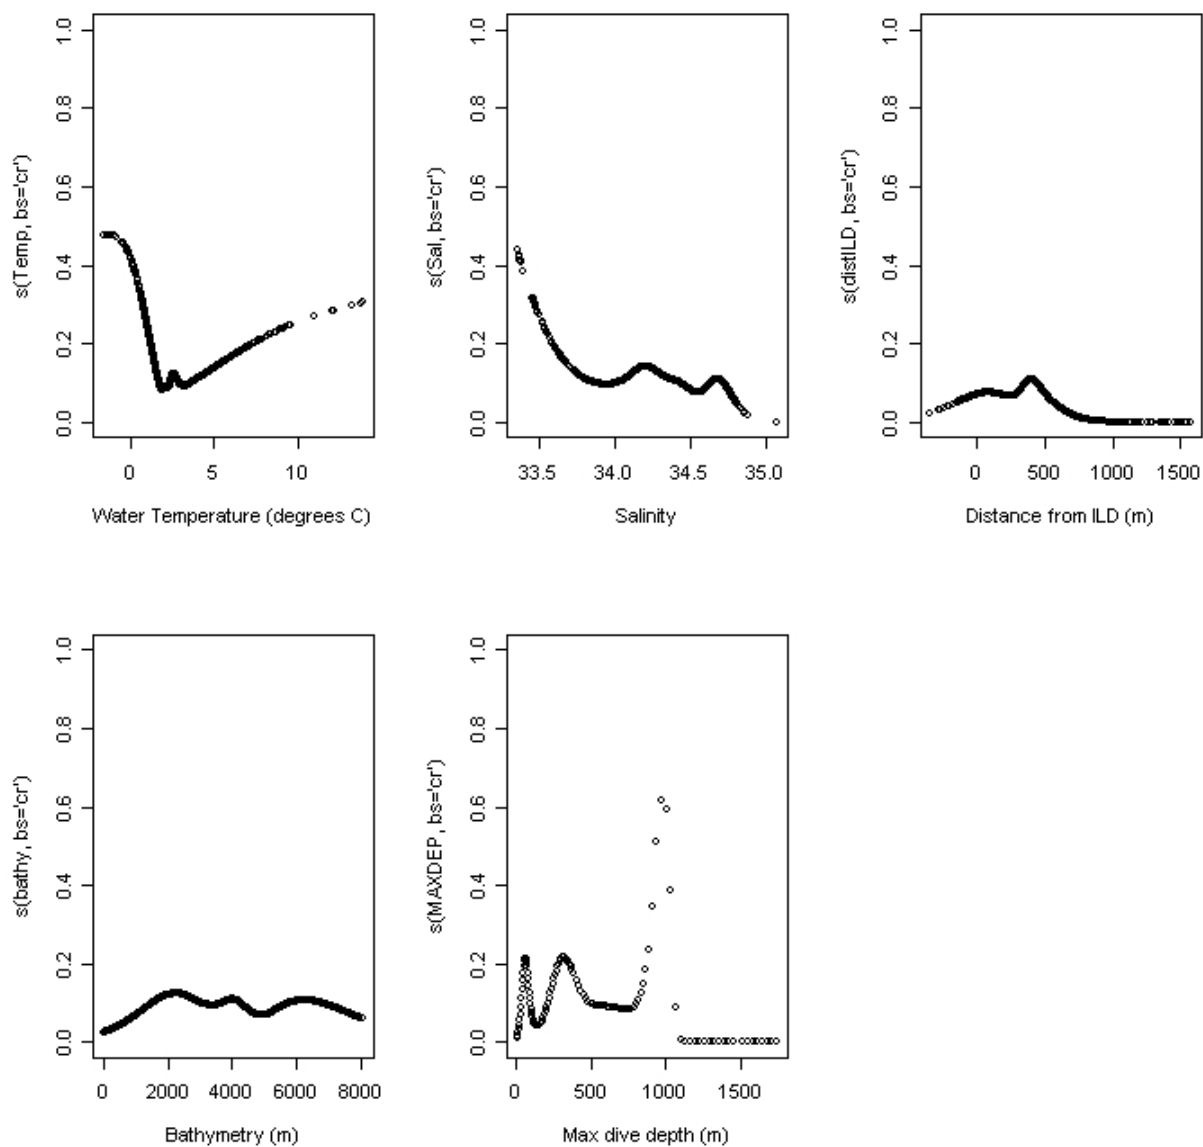 1.0
0.8
0.6
0.4
0.2
0.0
s(Temp, bs='cr')
0 5 10
Water Temperature (degrees C)
1.0
0.8
0.6
0.4
0.2
0.0
s(Sal, bs='cr')
33.5 34.0 34.5 35.0
Salinity
1.0
0.8
0.6
0.4
0.2
0.0
s(distILD, bs='cr')
0 500 1000 1500
Distance from ILD (m)
1.0
0.8
0.6
0.4
0.2
0.0
s(bathy, bs='cr')
0 2000 4000 6000 8000
Bathymetry (m)
1.0
0.8
0.6
0.4
0.2
0.0
s(MAXDEP, bs='cr')
0 500 1000 1500
Max dive depth (m)